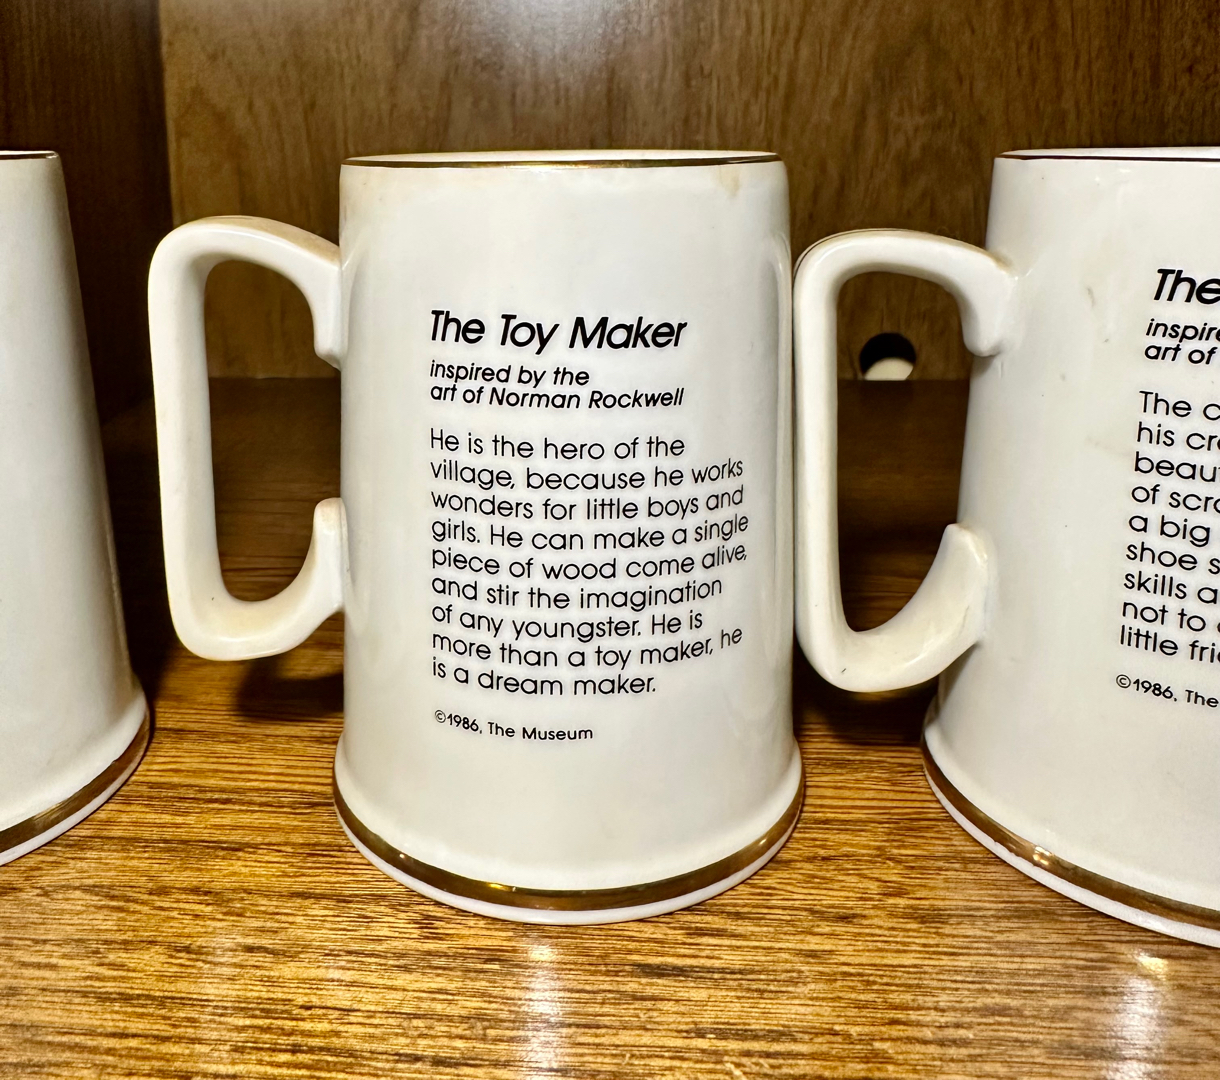 The Toy Maker
inspired by the
art of Norman Rockwell
He is the hero of the
village, because he works
wonders for little boys and
girls. He can make a single
piece of wood come alive,
and stir the imagination
of any youngster. He is
more than a toy maker, he
is a dream maker.
©1986, The Museum
The
art of
The
his
of
a big
shoe
skills
not to
little
©1986, The